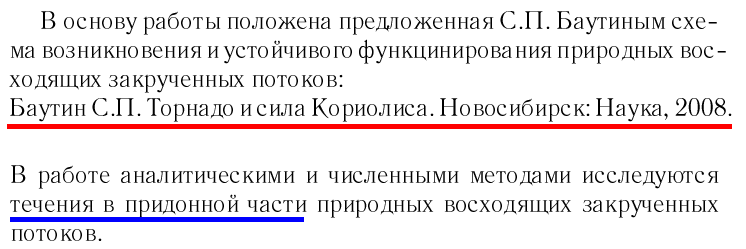 В основу работы положена предложенная С.П. Баутиным схе-
ма возникновения и устойчивого функцинирования природных вос-
ходящих закрученных потоков:
Баутин С.П. Торнадо и сила Кориолиса. Новосибирск: Наука, 2008.
В работе аналитическими и численными методами исследуются
течения в придонной части природных восходящих закрученных
потоков.